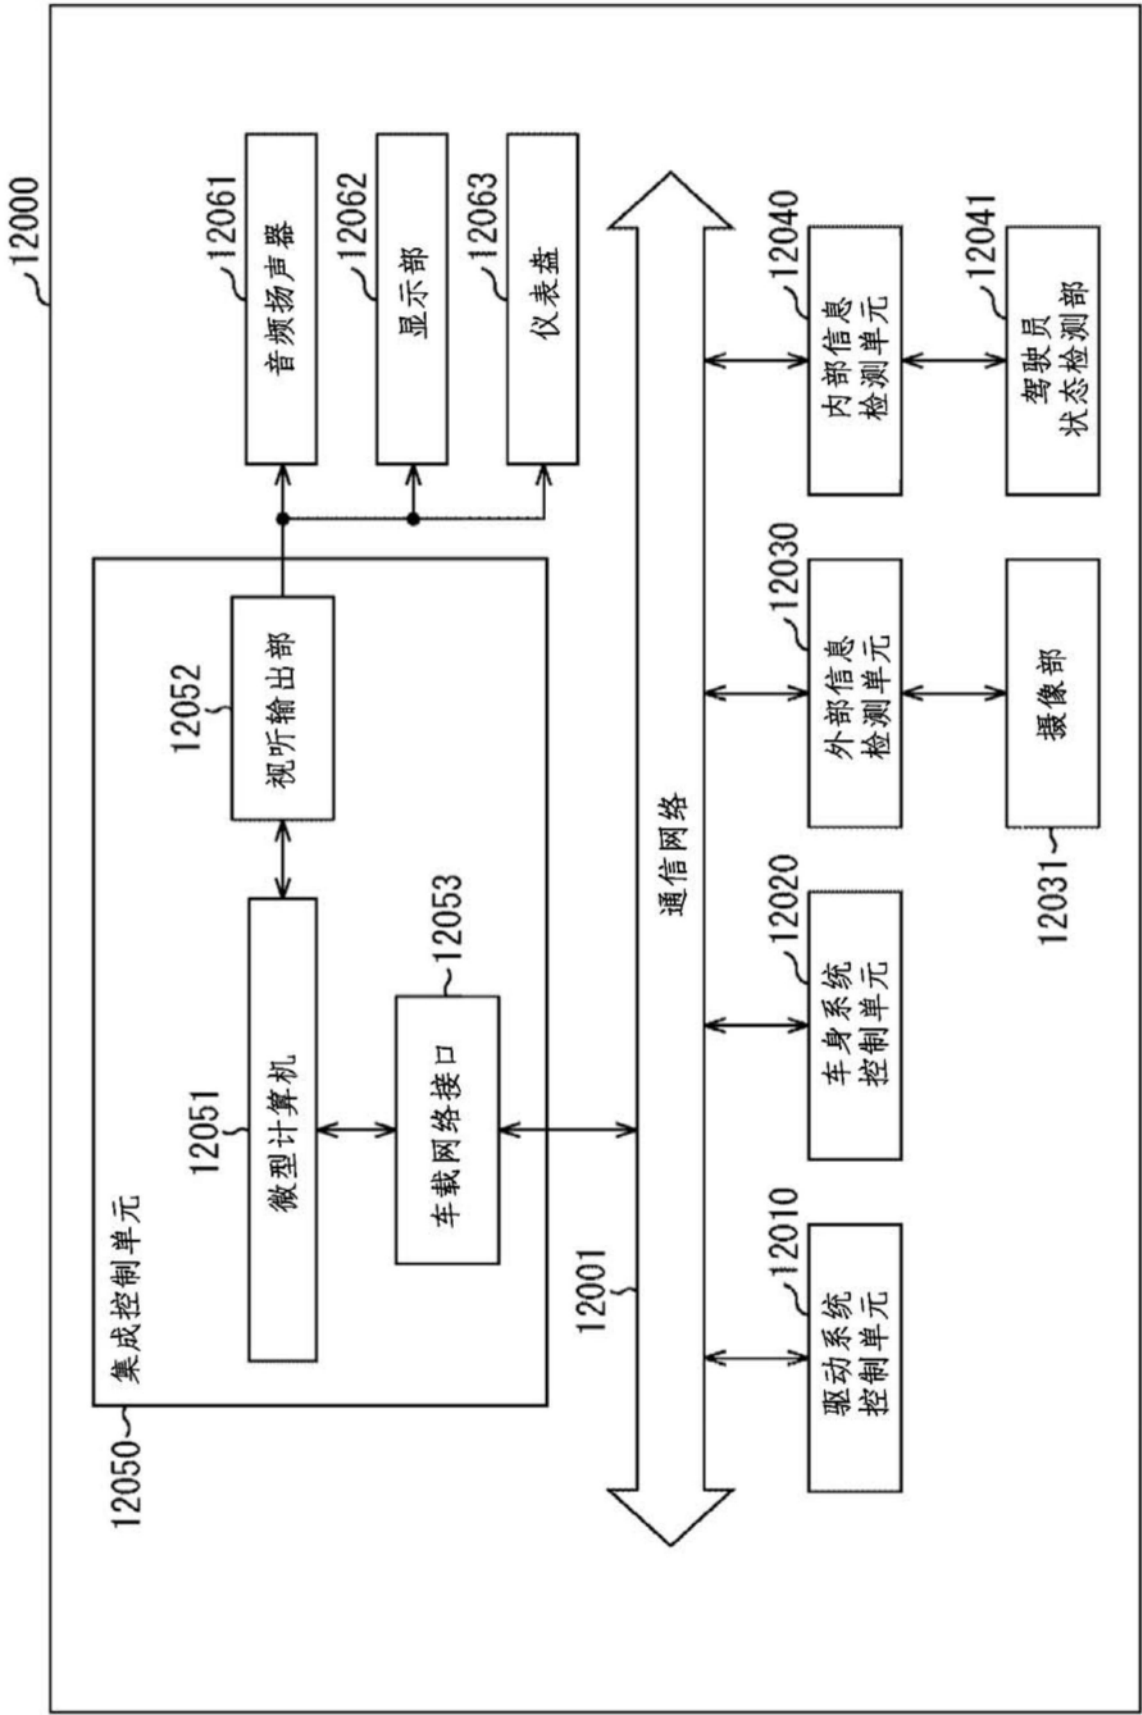 12000
12050
集成控制单元
12051
微型计算机
12052
视听输出部
12061
音频扬声器
12062
显示部
12053
车载网络接口
12063
仪表盘
12001
通信网络
12010
驱动系统
控制单元
12020
车身系统
控制单元
12030
外部信息
检测单元
12040
内部信息
检测单元
12031
摄像部
12041
驾驶员
状态检测部